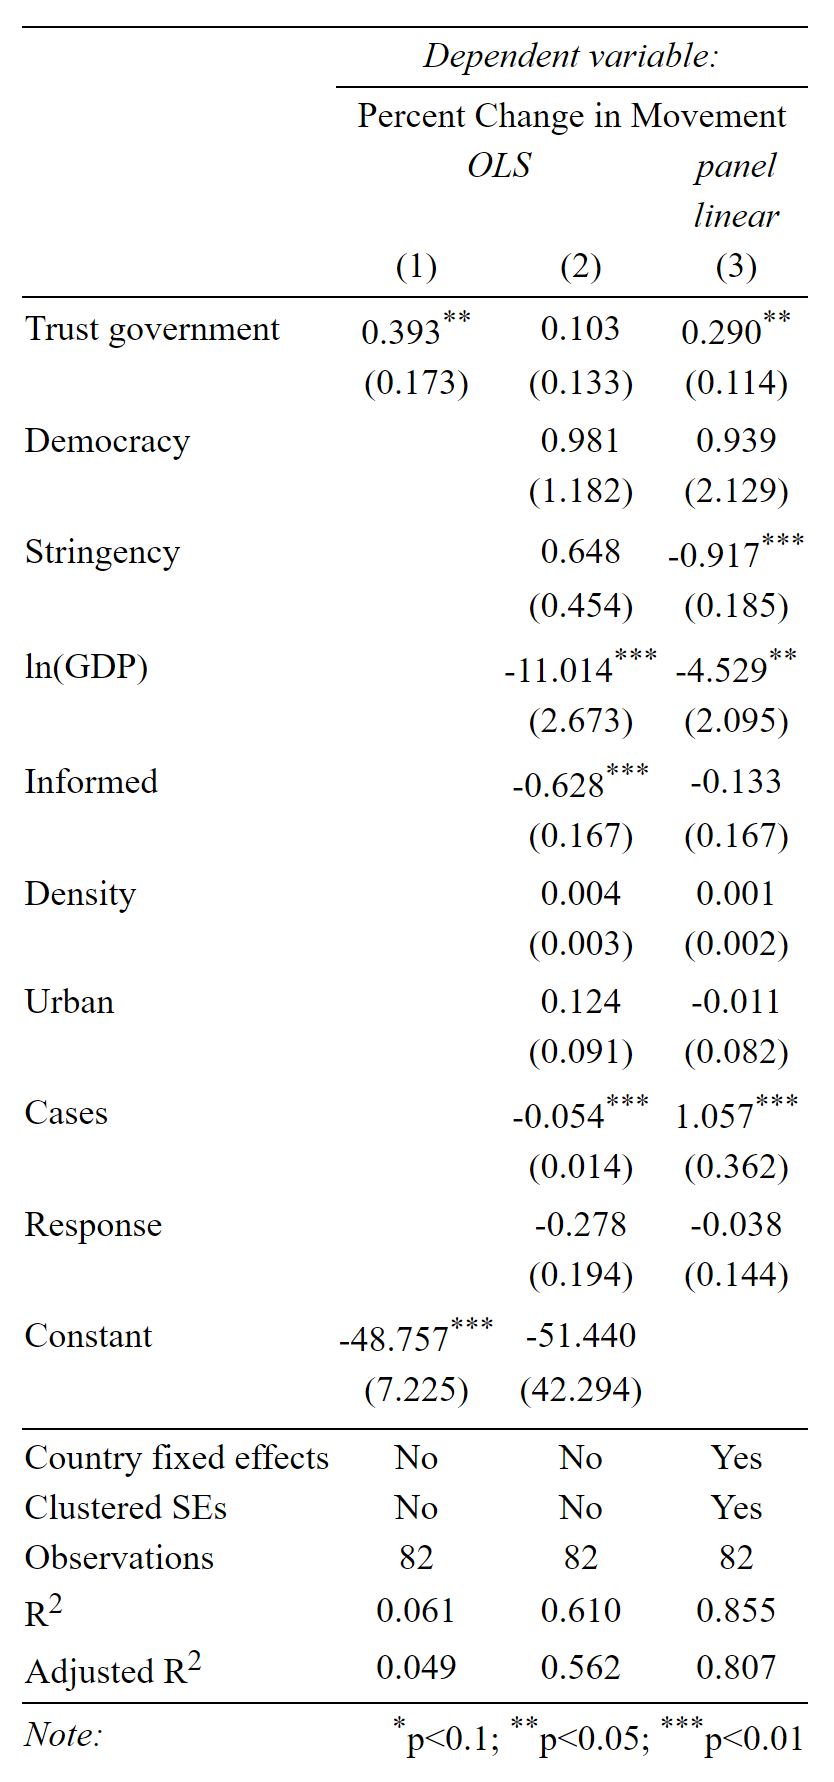 Dependent variable:
Percent Change in Movement
OLS panel
linear
(1) (2) (3)
Trust government 0.393** 0.103 0.290**
(0.173) (0.133) (0.114)
Democracy 0.981 0.939
(1.182) (2.129)
Stringency 0.648 -0.917***
(0.454) (0.185)
ln(GDP) -11.014*** -4.529**
(2.673) (2.095)
Informed -0.628*** -0.133
(0.167) (0.167)
Density 0.004 0.001
(0.003) (0.002)
Urban 0.124 -0.011
(0.091) (0.082)
Cases -0.054*** 1.057***
(0.014) (0.362)
Response -0.278 -0.038
(0.194) (0.144)
Constant -48.757*** -51.440
(7.225) (42.294)
Country fixed effects No No Yes
Clustered SEs No No Yes
Observations 82 82 82
R2 0.061 0.610 0.855
Adjusted R2 0.049 0.562 0.807
Note: *p<0.1; **p<0.05; ***p<0.01